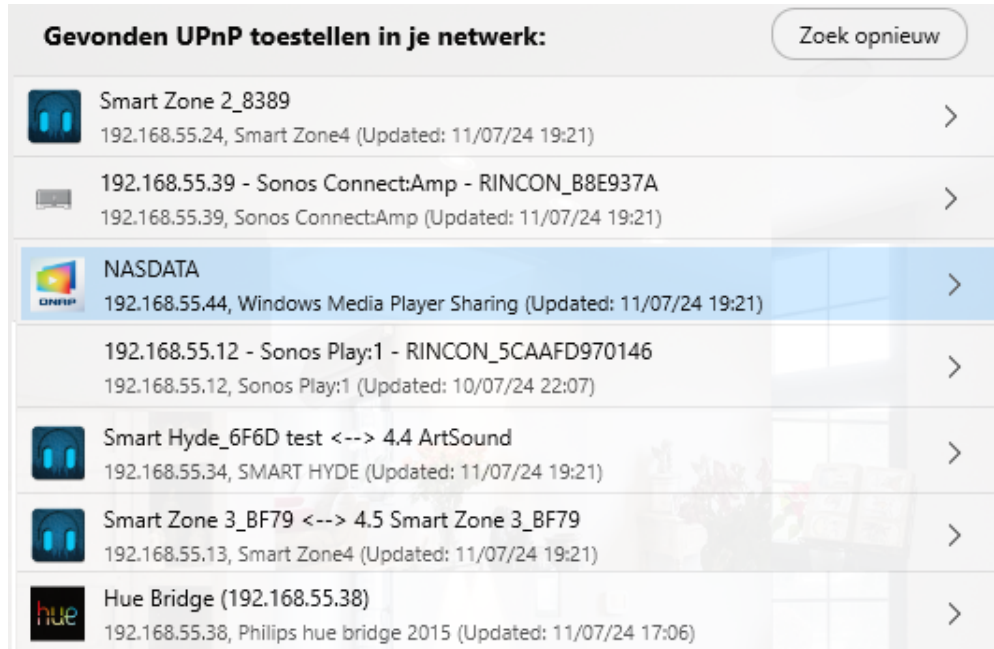 Gevonden UPnP toestellen in je netwerk:
Zoek opnieuw
Smart Zone 2_8389
192.168.55.24, Smart Zone4 (Updated: 11/07/24 19:21)
192.168.55.39 - Sonos Connect:Amp - RINCON_B8E937A
192.168.55.39, Sonos Connect:Amp (Updated: 11/07/24 19:21)
QNAP
NASDATA
192.168.55.44, Windows Media Player Sharing (Updated: 11/07/24 19:21)
192.168.55.12 - Sonos Play:1 - RINCON_5CAAFD970146
192.168.55.12, Sonos Play:1 (Updated: 10/07/24 22:07)
Smart Hyde_6F6D test <--> 4.4 ArtSound
192.168.55.34, SMART HYDE (Updated: 11/07/24 19:21)
Smart Zone 3_BF79 <--> 4.5 Smart Zone 3_BF79
192.168.55.13, Smart Zone4 (Updated: 11/07/24 19:21)
hue
Hue Bridge (192.168.55.38)
192.168.55.38, Philips hue bridge 2015 (Updated: 11/07/24 17:06)